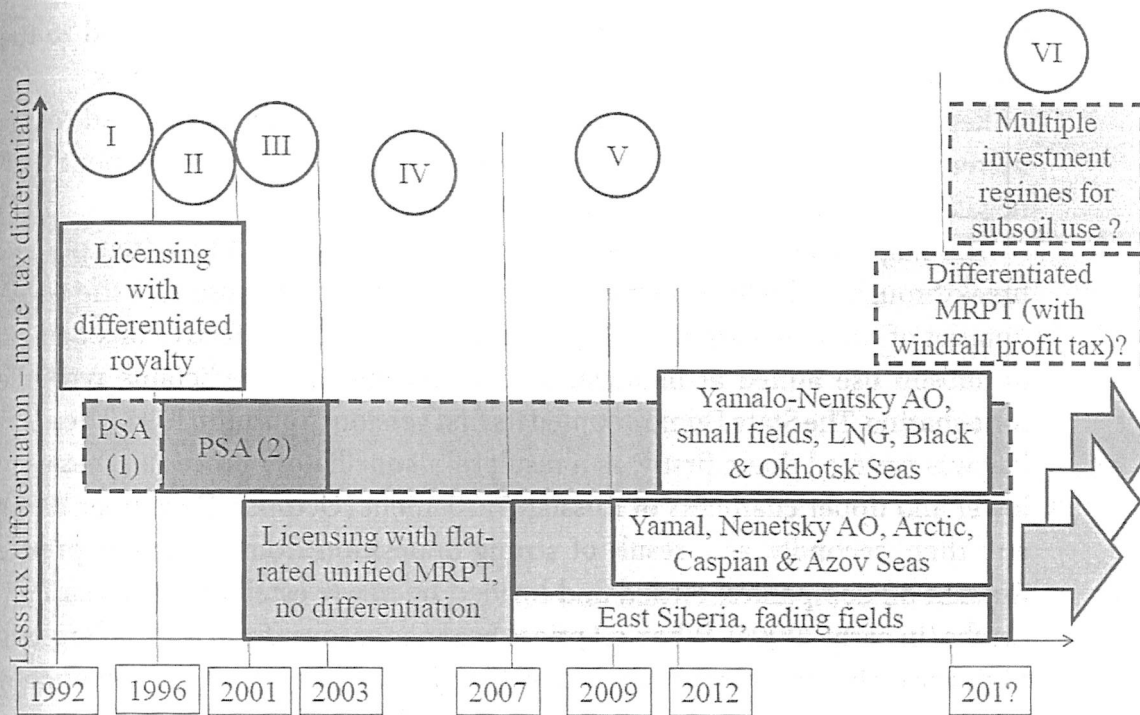 Less tax differentiation – more tax differentiation
I
II
III
IV
V
VI
Multiple
investment
regimes for
subsoil use ?
Licensing
with
differentiated
royalty
Differentiated
MRPT (with
windfall profit tax)?
PSA
(1)
PSA (2)
Yamalo-Nentsky AO,
small fields, LNG, Black
& Okhotsk Seas
Licensing with flat-
rated unified MRPT,
no differentiation
Yamal, Nenetsky AO, Arctic,
Caspian & Azov Seas
East Siberia, fading fields
1992
1996
2001
2003
2007
2009
2012
201?